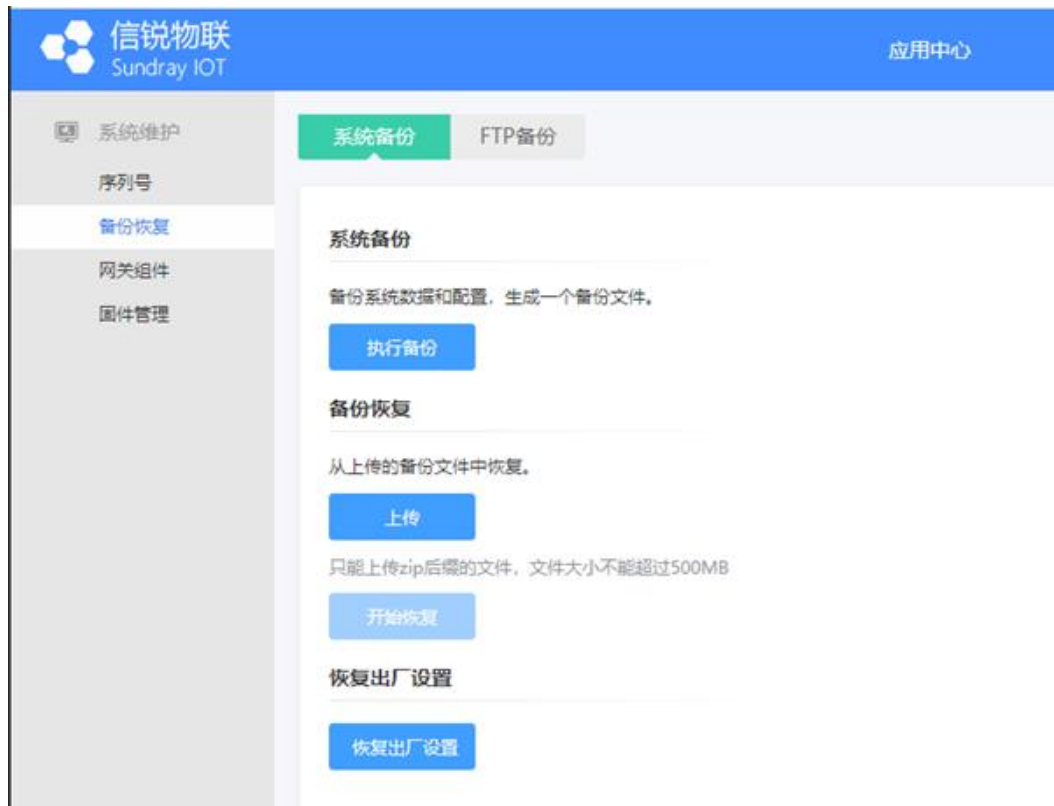 信锐物联
Sundray IOT
应用中心
系统维护
序列号
备份恢复
网关组件
固件管理
系统备份
FTP备份
系统备份
备份系统数据和配置，生成一个备份文件。
执行备份
备份恢复
从上传的备份文件中恢复。
上传
只能上传zip后缀的文件，文件大小不能超过500MB
开始恢复
恢复出厂设置
恢复出厂设置